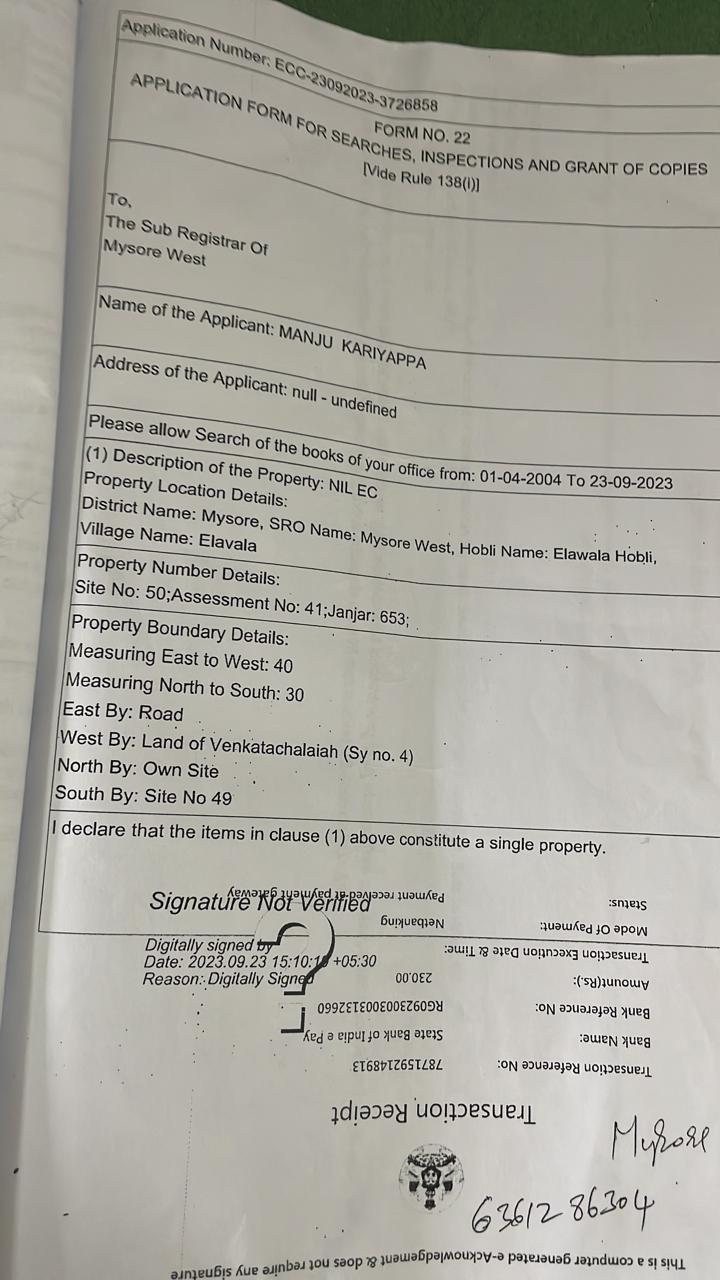 Application Number: ECC-23092023-3726858
FORM NO. 22
APPLICATION FORM FOR SEARCHES, INSPECTIONS AND GRANT OF COPIES
[Vide Rule 138(i)]
To,
The Sub Registrar Of
Mysore West
Name of the Applicant: MANJU KARIYAPPA
Address of the Applicant: null - undefined
Please allow Search of the books of your office from: 01-04-2004 To 23-09-2023
(1) Description of the Property: NIL EC
Property Location Details:
District Name: Mysore, SRO Name: Mysore West, Hobli Name: Elawala Hobli,
Village Name: Elavala
Property Number Details:
Site No: 50;Assessment No: 41;Janjar: 653;
Property Boundary Details:
Measuring East to West: 40
Measuring North to South: 30
East By: Road
West By: Land of Venkatachalaiah (Sy no. 4)
North By: Own Site
South By: Site No 49
I declare that the items in clause (1) above constitute a single property.
Signature Not Verified
Digitally signed by
Date: 2023.09.23 15:10: +05:30
Reason: Digitally Signed
This is a computer generated e-Acknowledgement & does not require any signature
Transaction Receipt
Transaction Reference No: 7871592148913
Bank Name: State Bank of India e Pay
Bank Reference No: RG09230030313​2660
Amount(Rs.): 230.00
Transaction Execution Date & Time:
Mode Of Payment: Netbanking
Status: Payment received at payment gateway
Mysore
6361286304